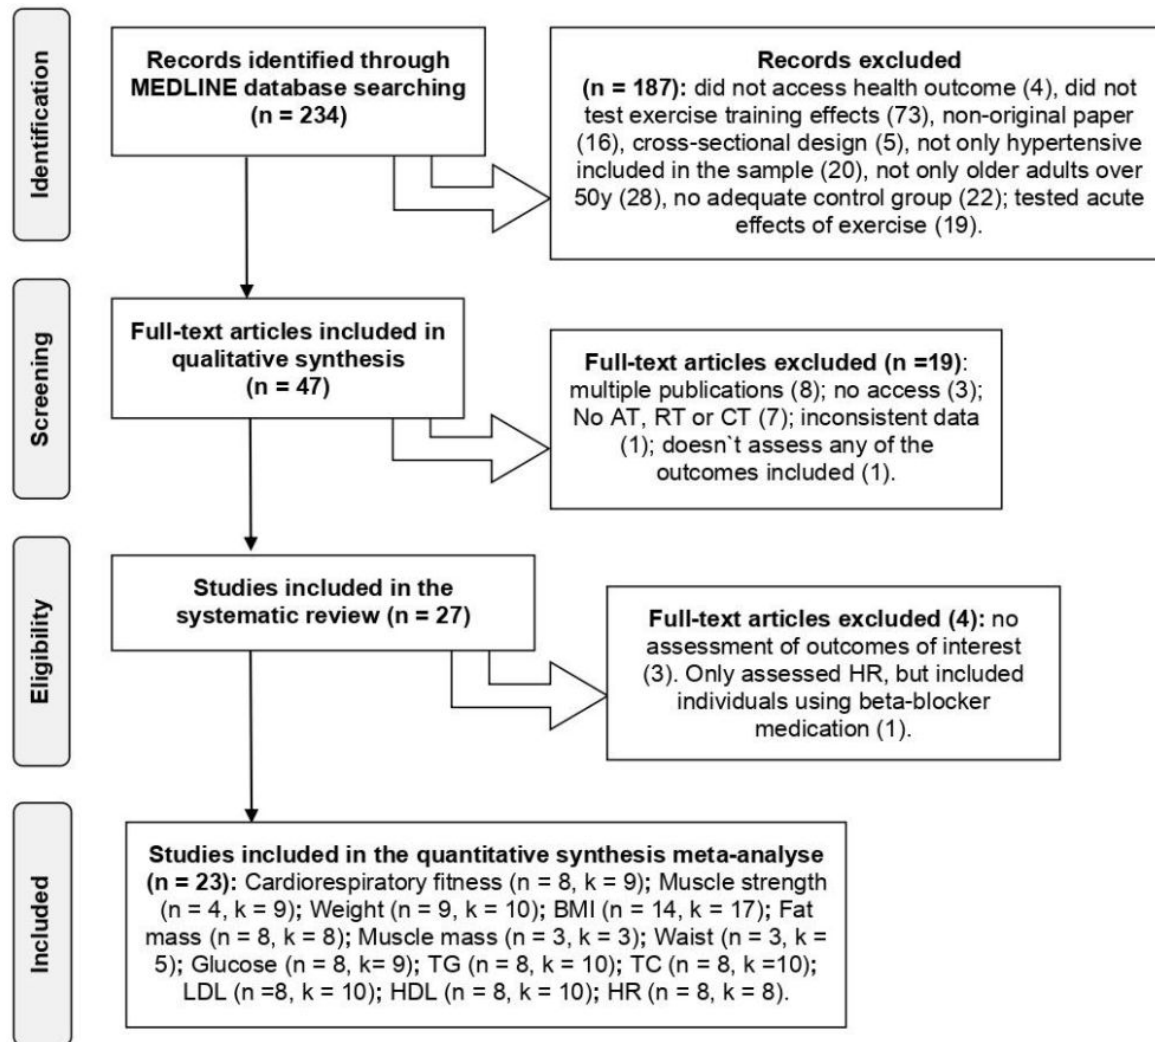 Identification
Records identified through
MEDLINE database searching
(n = 234)
Records excluded
(n = 187): did not access health outcome (4), did not
test exercise training effects (73), non-original paper
(16), cross-sectional design (5), not only hypertensive
included in the sample (20), not only older adults over
50y (28), no adequate control group (22); tested acute
effects of exercise (19).
Screening
Full-text articles included in
qualitative synthesis
(n = 47)
Full-text articles excluded (n =19):
multiple publications (8); no access (3);
No AT, RT or CT (7); inconsistent data
(1); doesn`t assess any of the
outcomes included (1).
Eligibility
Studies included in the
systematic review (n = 27)
Full-text articles excluded (4): no
assessment of outcomes of interest
(3). Only assessed HR, but included
individuals using beta-blocker
medication (1).
Included
Studies included in the quantitative synthesis meta-analyse
(n = 23): Cardiorespiratory fitness (n = 8, k = 9); Muscle strength
(n = 4, k = 9); Weight (n = 9, k = 10); BMI (n = 14, k = 17); Fat
mass (n = 8, k = 8); Muscle mass (n = 3, k = 3); Waist (n = 3, k =
5); Glucose (n = 8, k= 9); TG (n = 8, k = 10); TC (n = 8, k =10);
LDL (n =8, k = 10); HDL (n = 8, k = 10); HR (n = 8, k = 8).